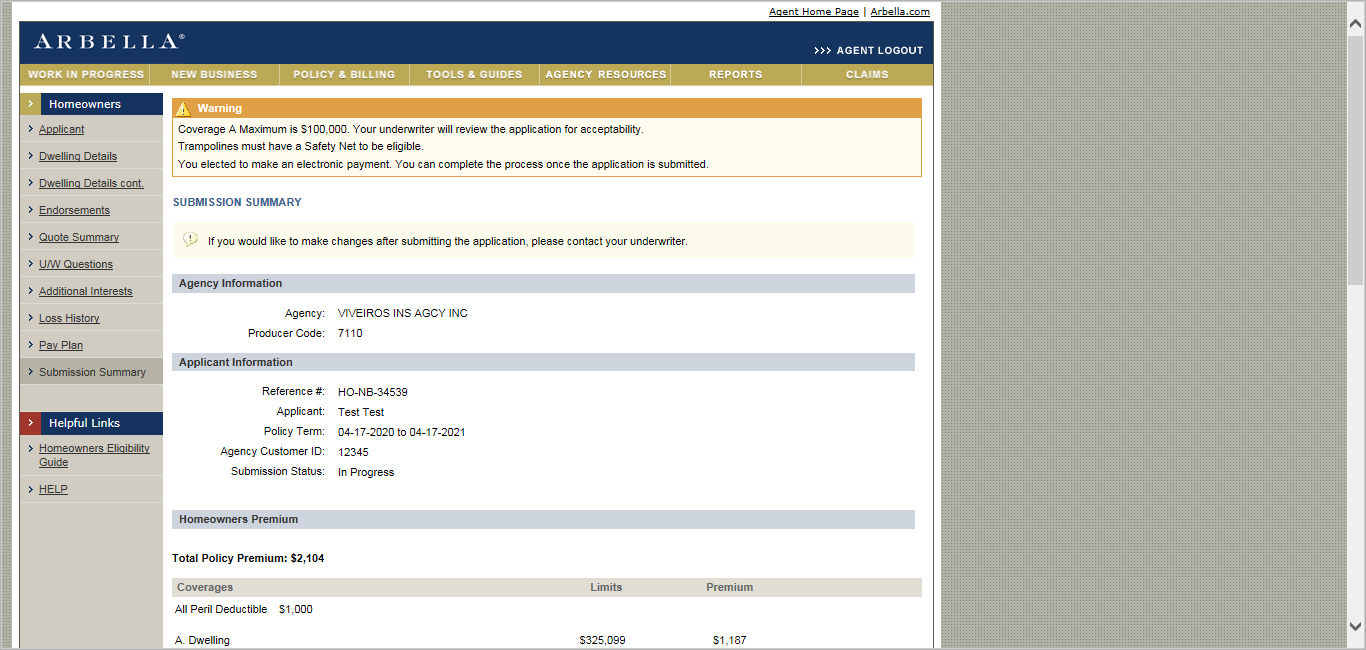 Agent Home Page | Arbella.com
ARBELLA®
>>> AGENT LOGOUT
WORK IN PROGRESS NEW BUSINESS POLICY & BILLING TOOLS & GUIDES AGENCY RESOURCES REPORTS CLAIMS
Homeowners
Applicant
Dwelling Details
Dwelling Details cont.
Endorsements
Quote Summary
U/W Questions
Additional Interests
Loss History
Pay Plan
Submission Summary
Helpful Links
Homeowners Eligibility
Guide
HELP
Warning
Coverage A Maximum is $100,000. Your underwriter will review the application for acceptability.
Trampolines must have a Safety Net to be eligible.
You elected to make an electronic payment. You can complete the process once the application is submitted.
SUBMISSION SUMMARY
If you would like to make changes after submitting the application, please contact your underwriter.
Agency Information
Agency: VIVEIROS INS AGCY INC
Producer Code: 7110
Applicant Information
Reference #: HO-NB-34539
Applicant: Test Test
Policy Term: 04-17-2020 to 04-17-2021
Agency Customer ID: 12345
Submission Status: In Progress
Homeowners Premium
Total Policy Premium: $2,104
Coverages Limits Premium
All Peril Deductible $1,000
A. Dwelling $325,099 $1,187